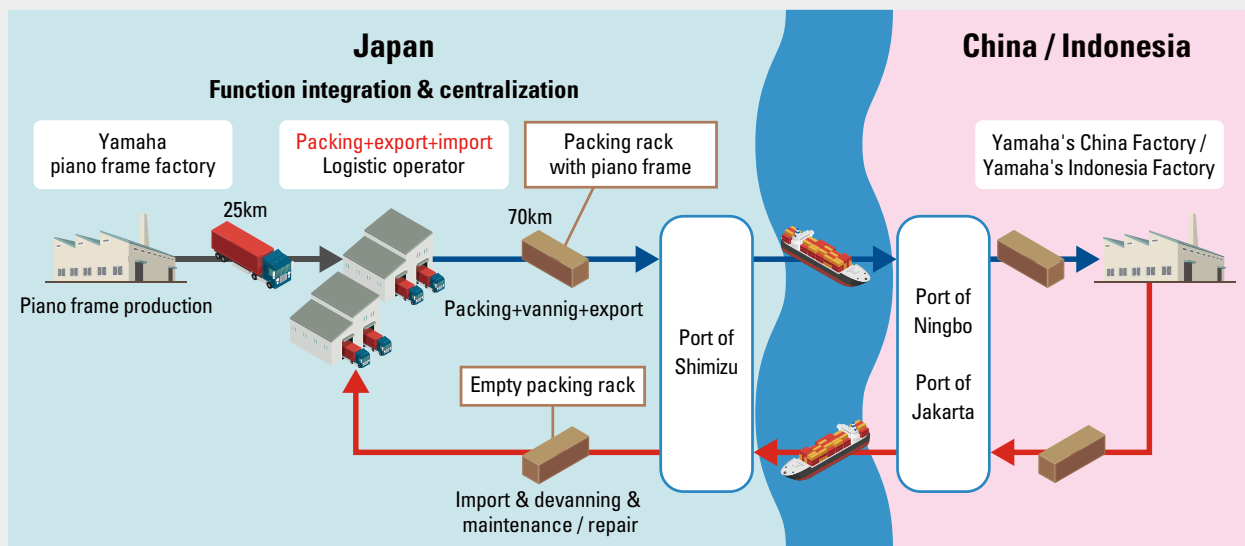 Japan
Function integration & centralization
China / Indonesia
Yamaha
piano frame factory
Packing+export+import
Logistic operator
Packing rack
with piano frame
Yamaha's China Factory /
Yamaha's Indonesia Factory
25km
70km
Piano frame production
Packing+vannig+export
Port of
Shimizu
Port of
Ningbo
Port of
Jakarta
Empty packing rack
Import & devanning &
maintenance / repair